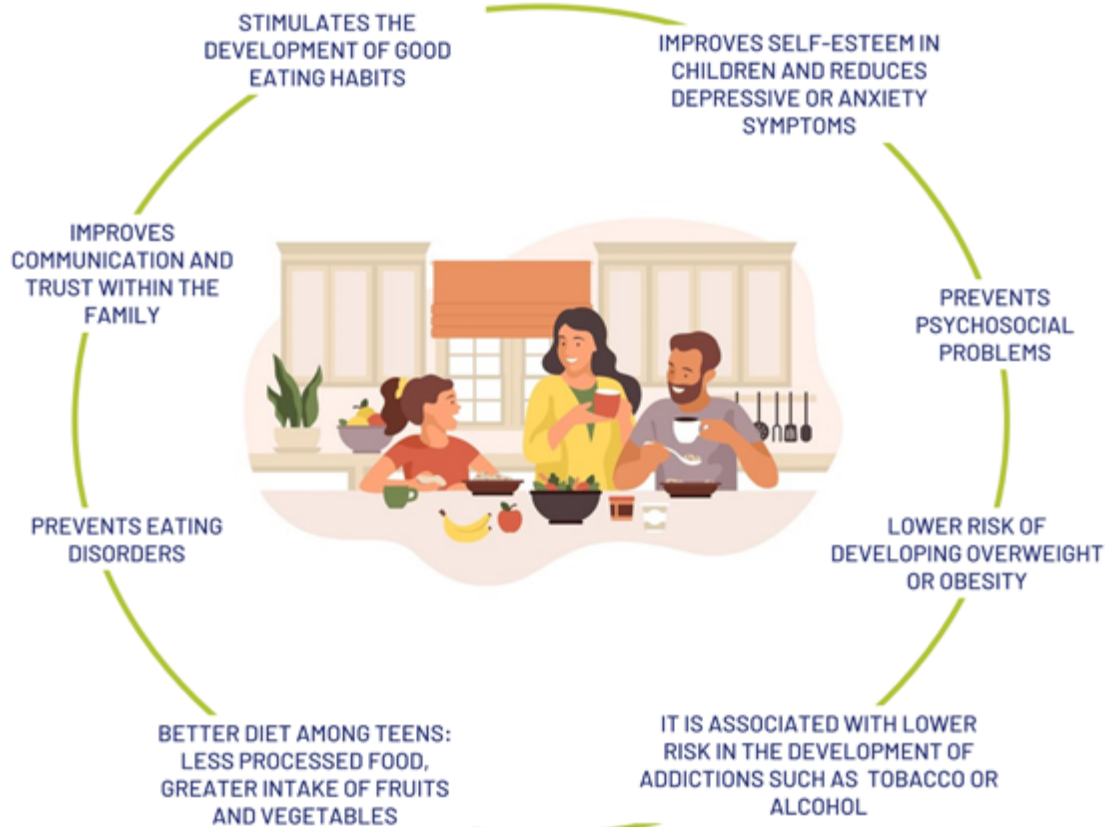 STIMULATES THE
DEVELOPMENT OF GOOD
EATING HABITS
IMPROVES SELF-ESTEEM IN
CHILDREN AND REDUCES
DEPRESSIVE OR ANXIETY
SYMPTOMS
IMPROVES
COMMUNICATION AND
TRUST WITHIN THE
FAMILY
PREVENTS
PSYCHOSOCIAL
PROBLEMS
PREVENTS EATING
DISORDERS
LOWER RISK OF
DEVELOPING OVERWEIGHT
OR OBESITY
BETTER DIET AMONG TEENS:
LESS PROCESSED FOOD,
GREATER INTAKE OF FRUITS
AND VEGETABLES
IT IS ASSOCIATED WITH LOWER
RISK IN THE DEVELOPMENT OF
ADDICTIONS SUCH AS TOBACCO OR
ALCOHOL